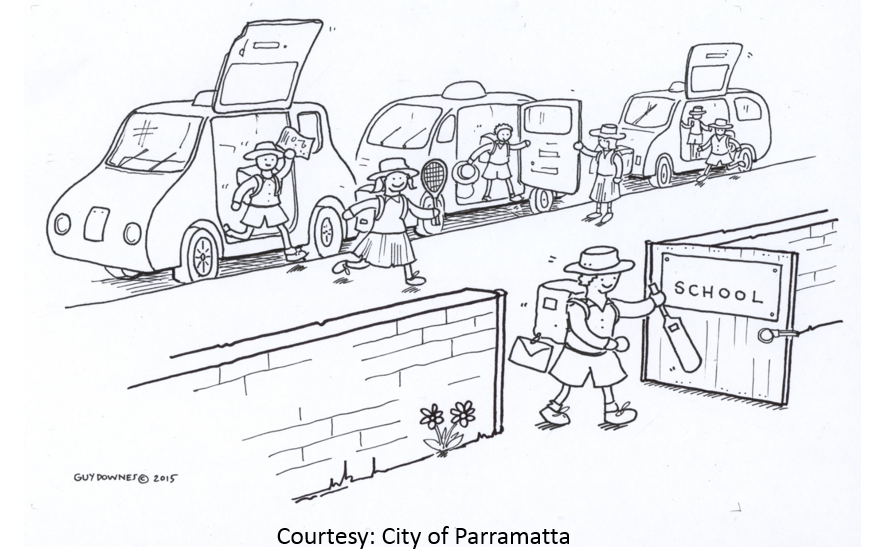 SCHOOL
GUY DOWNES © 2015
Courtesy: City of Parramatta